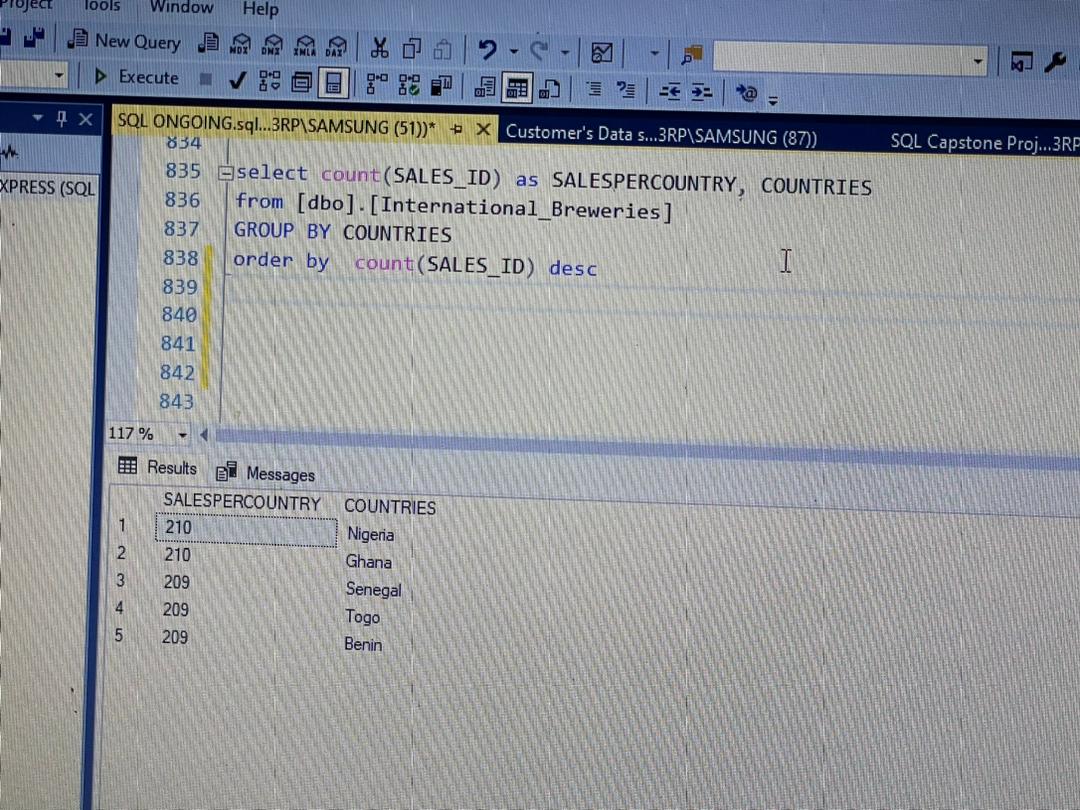 Tools Window Help
New Query MDX DMX XMLA DAX
Execute
SQL ONGOING.sql...3RP\SAMSUNG (51))* Customer's Data s...3RP\SAMSUNG (87)) SQL Capstone Proj...3RP
XPRESS (SQL
834
835 select count(SALES_ID) as SALESPERCOUNTRY, COUNTRIES
836 from [dbo].[International_Breweries]
837 GROUP BY COUNTRIES
838 order by count(SALES_ID) desc
839
840
841
842
843
117 %
Results Messages
SALESPERCOUNTRY COUNTRIES
1 210 Nigeria
2 210 Ghana
3 209 Senegal
4 209 Togo
5 209 Benin